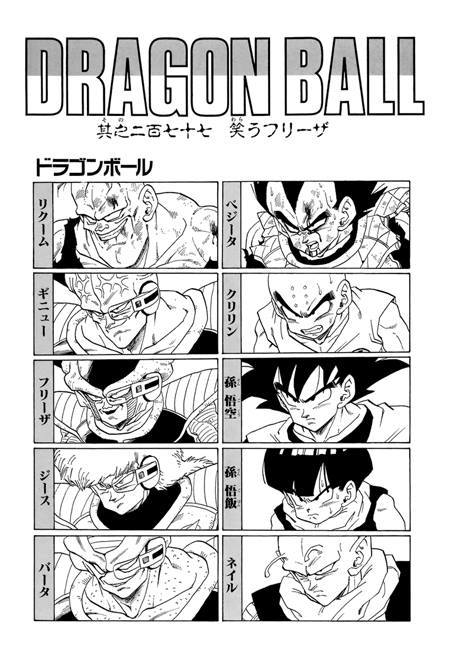 DRAGON BALL
其之二百七十七 笑うフリーザ
ドラゴンボール
ベジータ
クリリン
孫悟空
孫悟飯
ネイル
リクーム
ギニュー
フリーザ
ジース
バータ